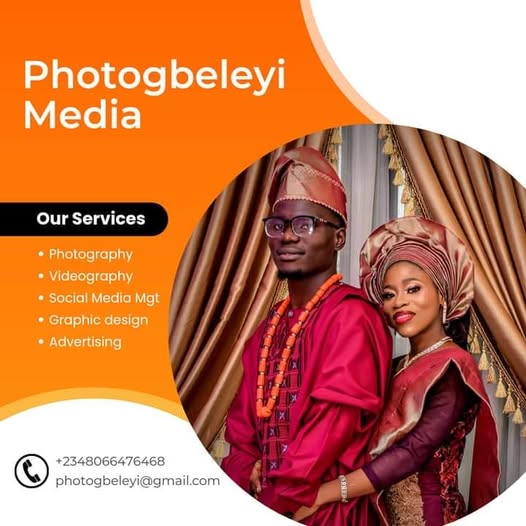 Photogbeleyi
Media
Our Services
• Photography
• Videography
• Social Media Mgt
• Graphic design
• Advertising
+2348066476468
photogbeleyi@gmail.com